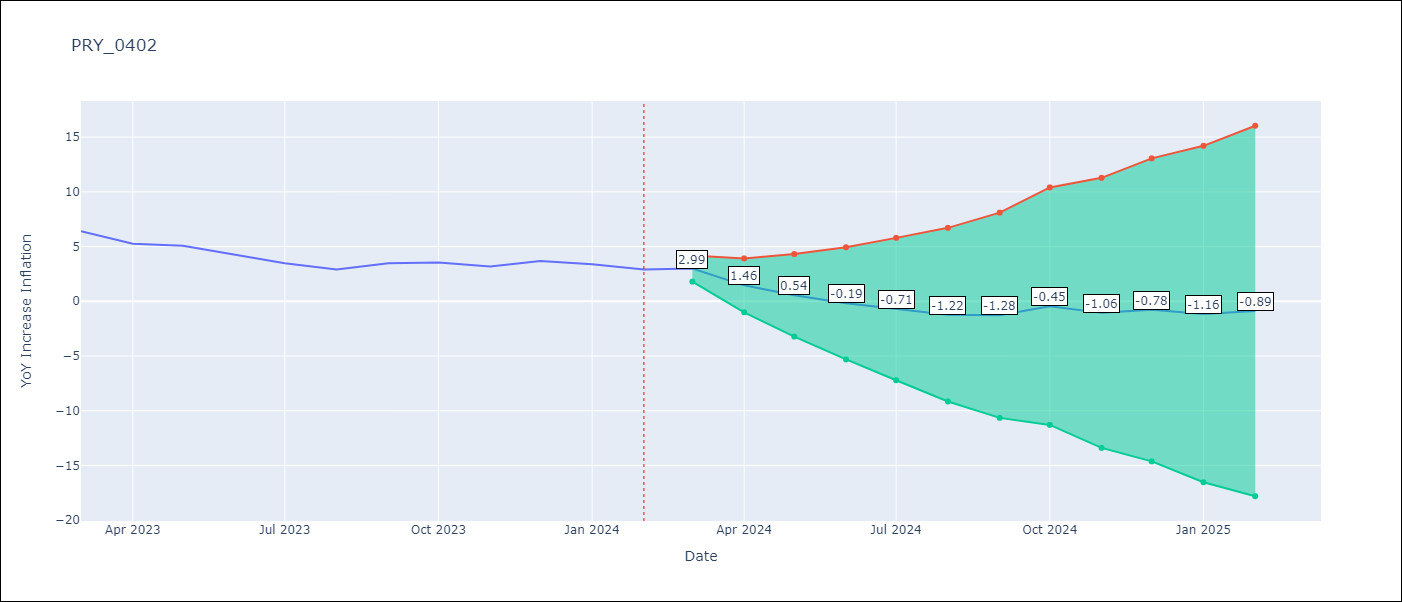 PRY_0402
YoY Increase Inflation
15
10
5
0
−5
−10
−15
−20
2.99
1.46
0.54
-0.19
-0.71
-1.22
-1.28
-0.45
-1.06
-0.78
-1.16
-0.89
Apr 2023
Jul 2023
Oct 2023
Jan 2024
Apr 2024
Jul 2024
Oct 2024
Jan 2025
Date